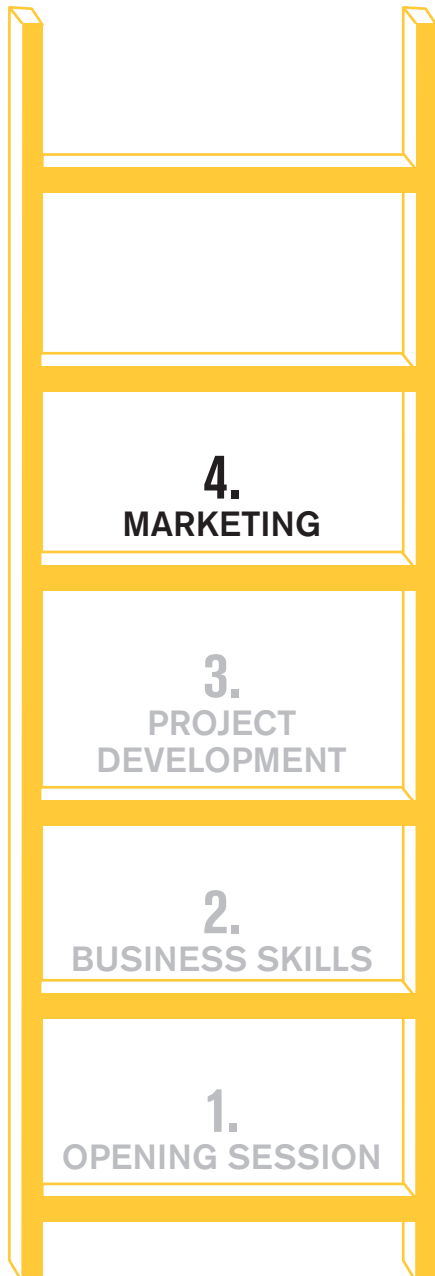 4.
MARKETING
3.
PROJECT
DEVELOPMENT
2.
BUSINESS SKILLS
1.
OPENING SESSION